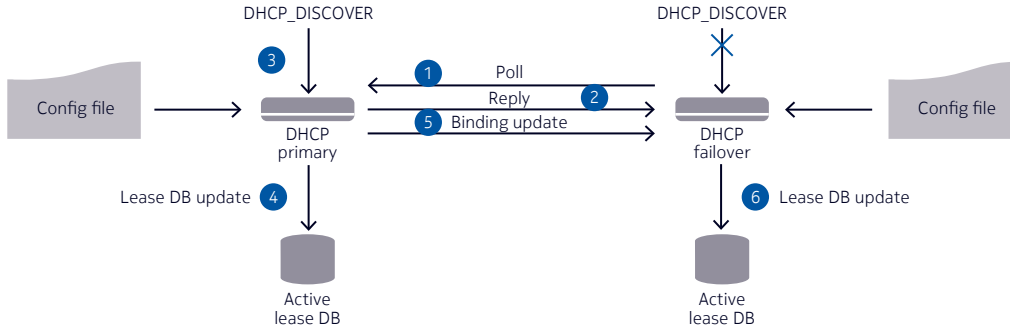 DHCP_DISCOVER
DHCP_DISCOVER
3
1
Poll
Config file
Reply
2
Config file
5
Binding update
DHCP
primary
DHCP
failover
Lease DB update
4
6
Lease DB update
Active
lease DB
Active
lease DB